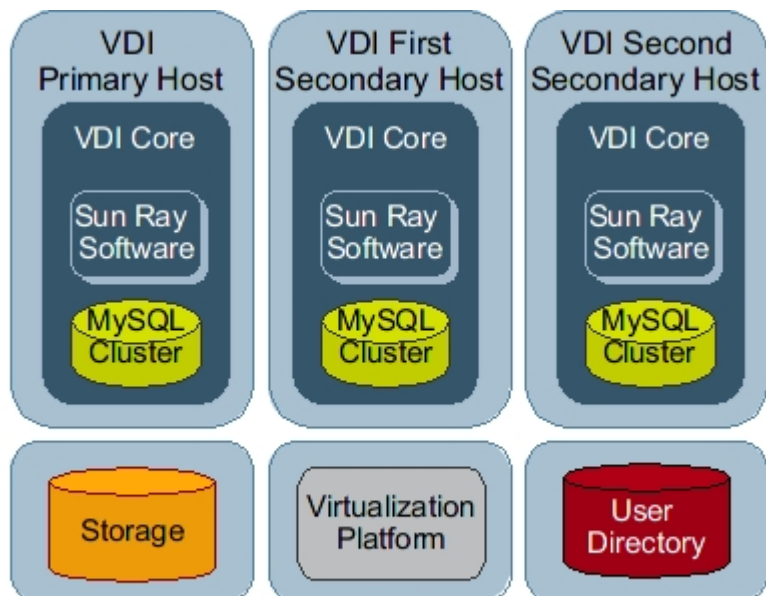 VDI
Primary Host
VDI Core
Sun Ray
Software
MySQL
Cluster
VDI First
Secondary Host
VDI Core
Sun Ray
Software
MySQL
Cluster
VDI Second
Secondary Host
VDI Core
Sun Ray
Software
MySQL
Cluster
Storage
Virtualization
Platform
User
Directory